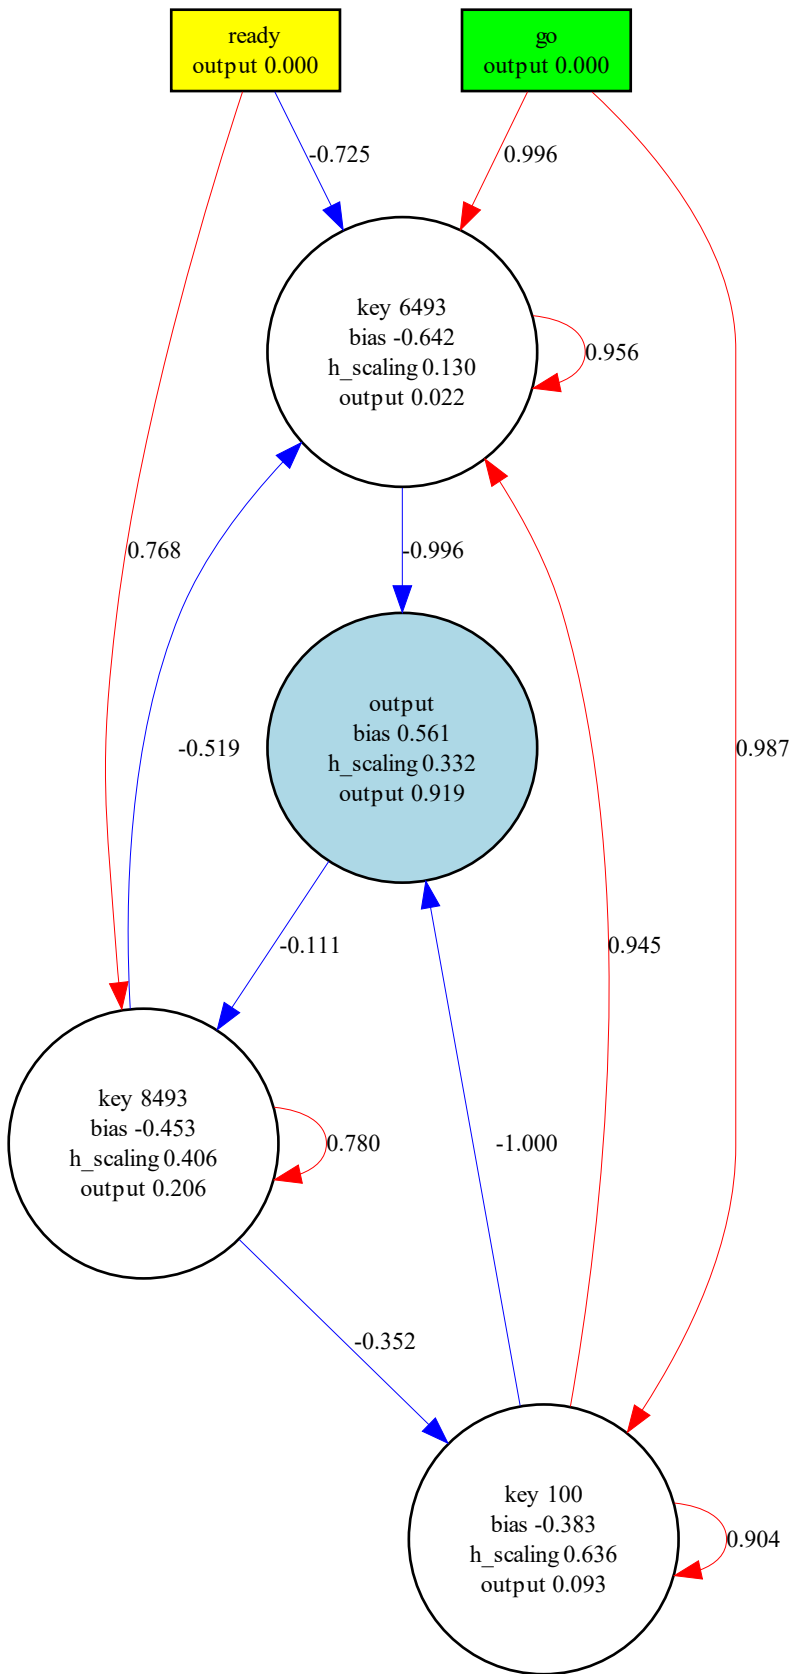 ready
output 0.000
go
output 0.000
-0.725
0.996
key 6493
bias -0.642
h_scaling 0.130
output 0.022
0.956
0.768
-0.996
output
bias 0.561
h_scaling 0.332
output 0.919
-0.519
0.987
-0.111
0.945
key 8493
bias -0.453
h_scaling 0.406
output 0.206
0.780
-1.000
-0.352
key 100
bias -0.383
h_scaling 0.636
output 0.093
0.904